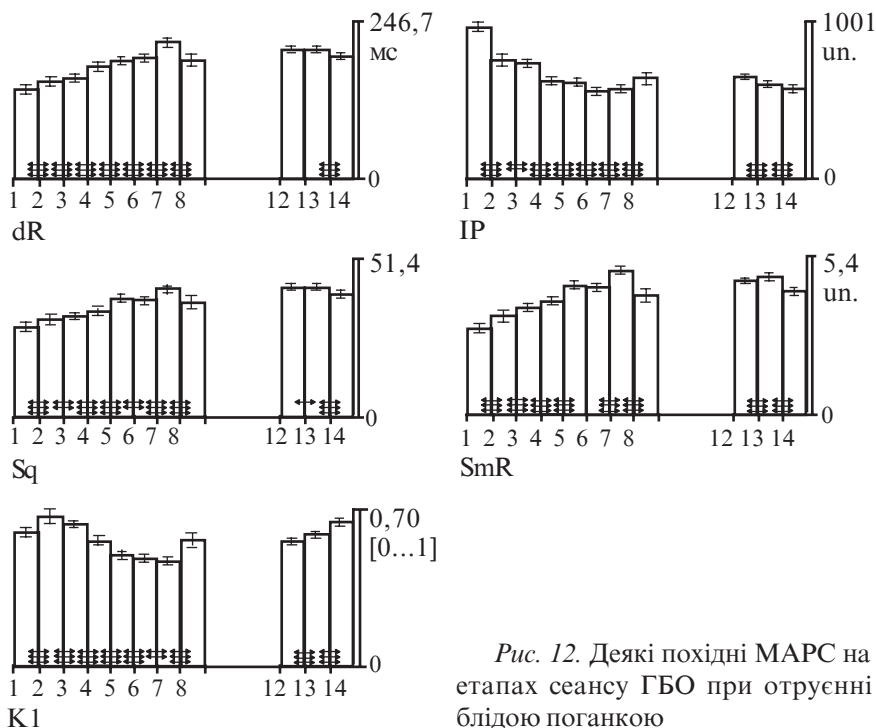 246,7
мс
0
1 2 3 4 5 6 7 8 12 13 14
dR
1001
un.
0
1 2 3 4 5 6 7 8 12 13 14
IP
51,4
0
1 2 3 4 5 6 7 8 12 13 14
Sq
5,4
un.
0
1 2 3 4 5 6 7 8 12 13 14
SmR
0,70
[0...1]
0
1 2 3 4 5 6 7 8 12 13 14
K1
Рис. 12. Деякі похідні МАРС на
етапах сеансу ГБО при отруєнні
блідою поганкою